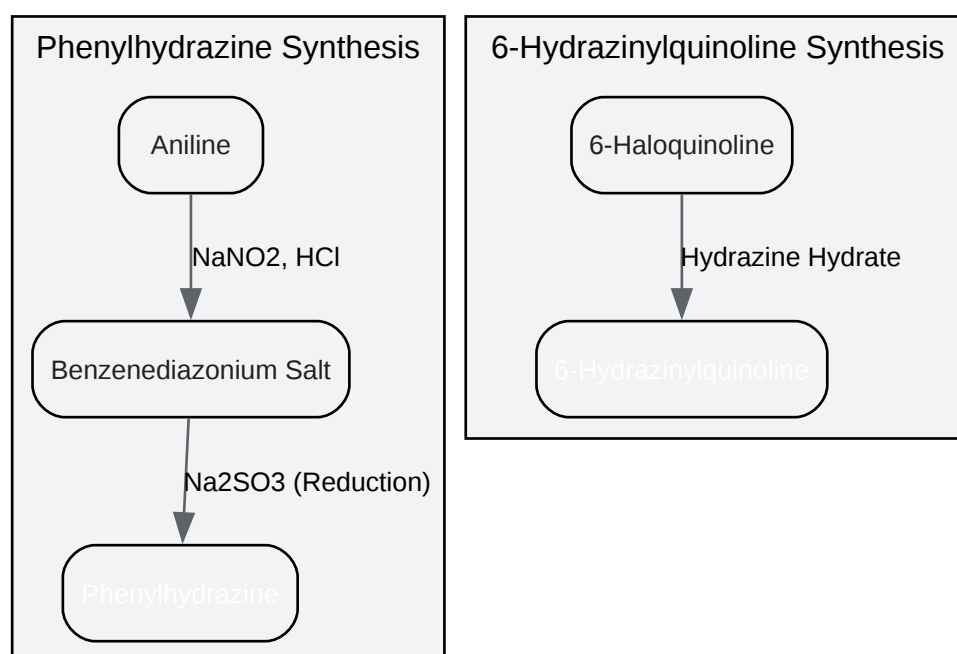 Phenylhydrazine Synthesis
Aniline
NaNO2, HCl
Benzenediazonium Salt
Na2SO3 (Reduction)
Phenylhydrazine
6-Hydrazinylquinoline Synthesis
6-Haloquinoline
Hydrazine Hydrate
6-Hydrazinylquinoline